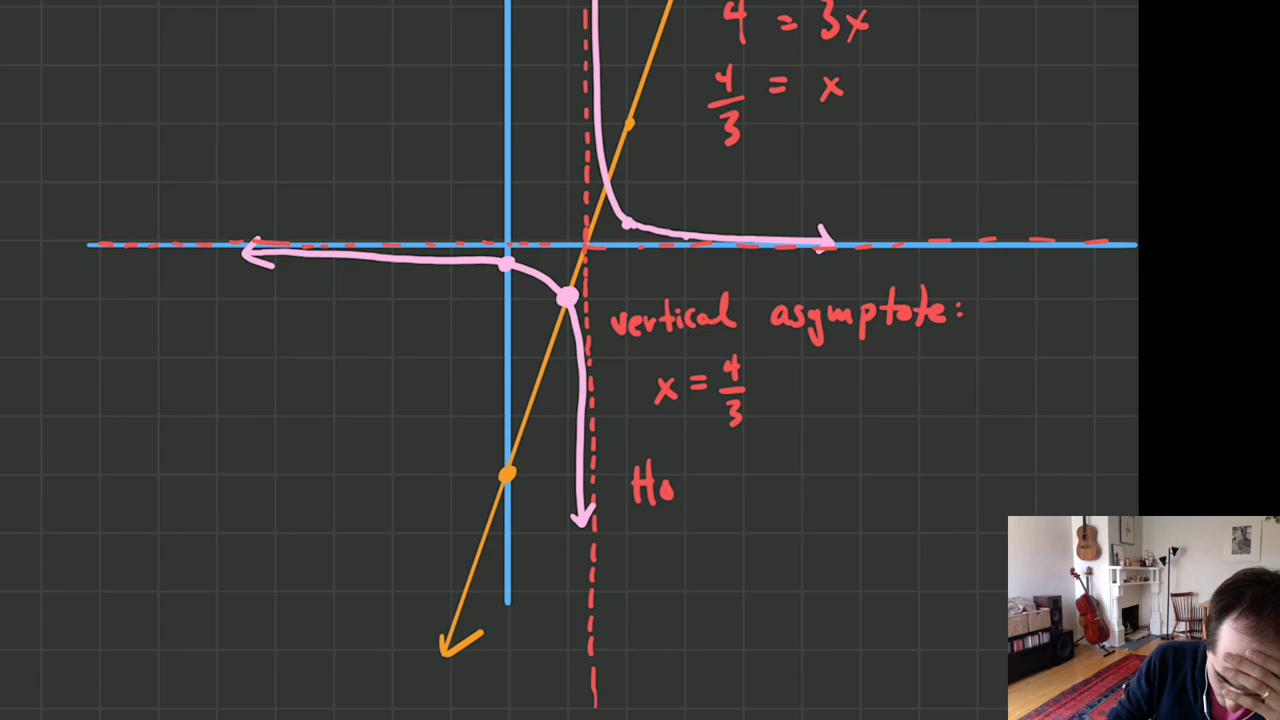 4 = 3x
4/3 = x
vertical asymptote:
x = 4/3
Ho